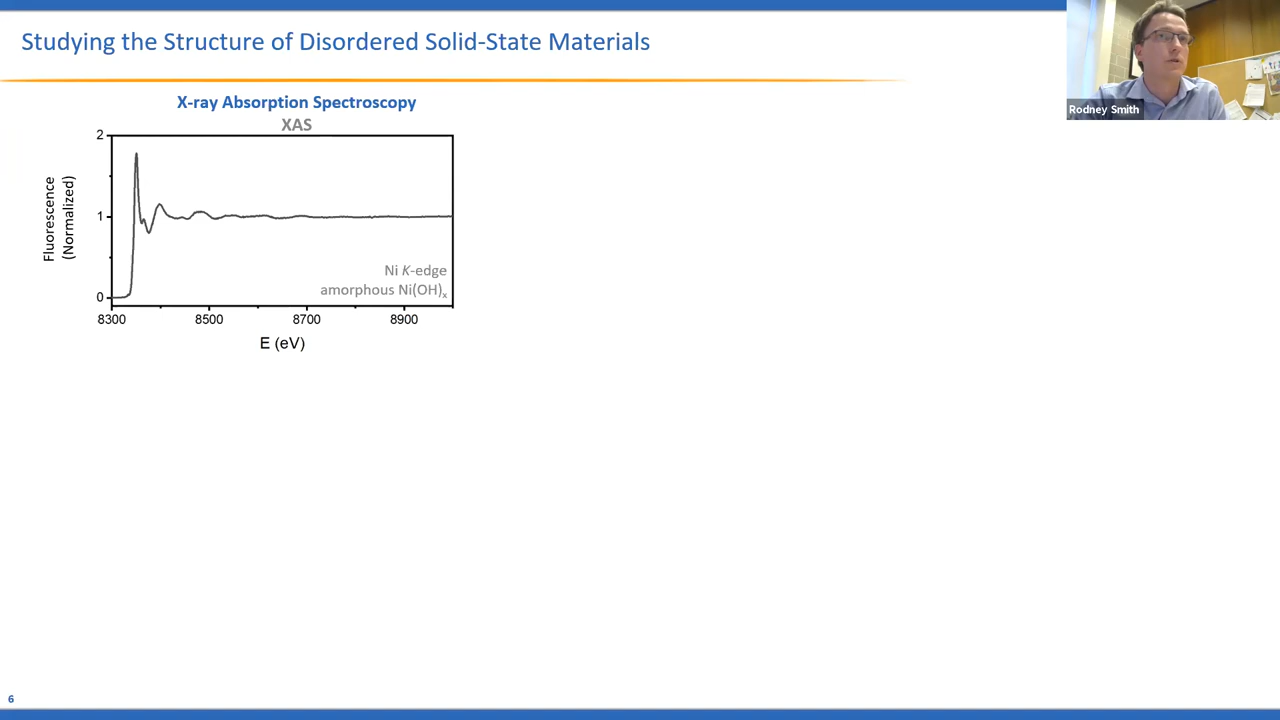 Studying the Structure of Disordered Solid-State Materials
Rodney Smith
X-ray Absorption Spectroscopy
XAS
2
1
0
Fluorescence
(Normalized)
Ni K-edge
amorphous Ni(OH)ₓ
8300 8500 8700 8900
E (eV)
6